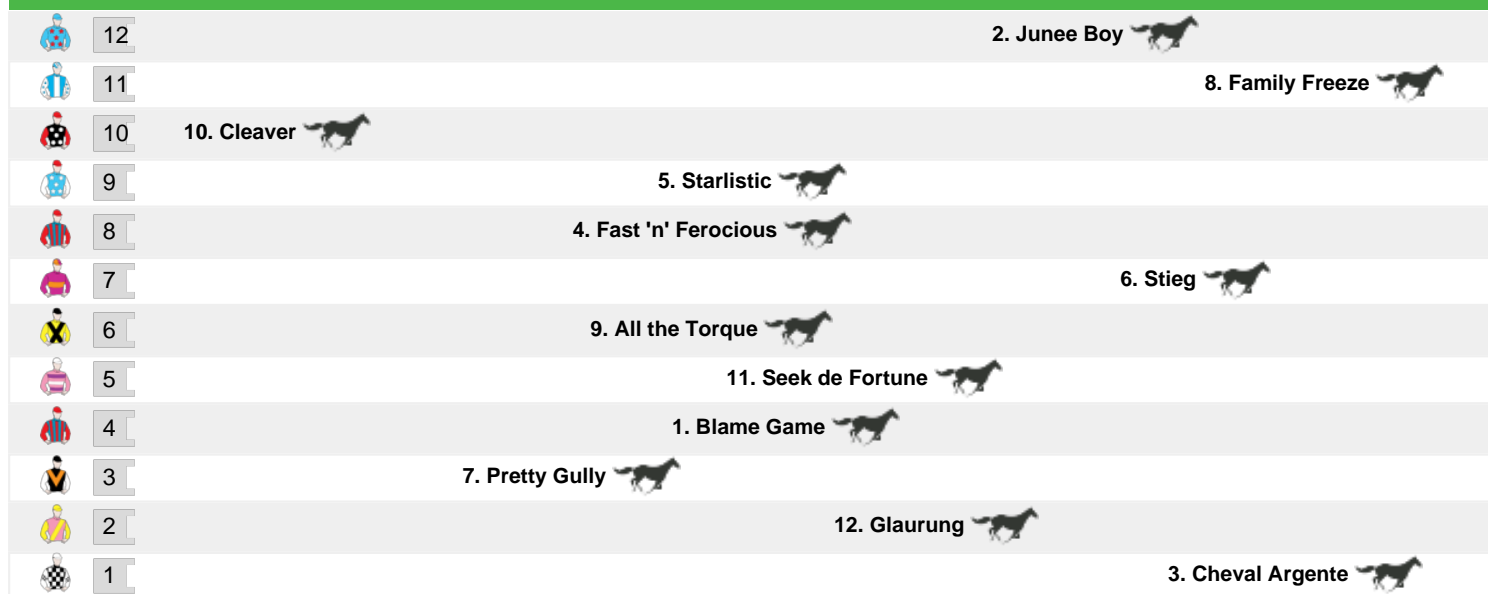 12 2. Junee Boy
11 8. Family Freeze
10 10. Cleaver
9 5. Starlistic
8 4. Fast 'n' Ferocious
7 6. Stieg
6 9. All the Torque
5 11. Seek de Fortune
4 1. Blame Game
3 7. Pretty Gully
2 12. Glaurung
1 3. Cheval Argente